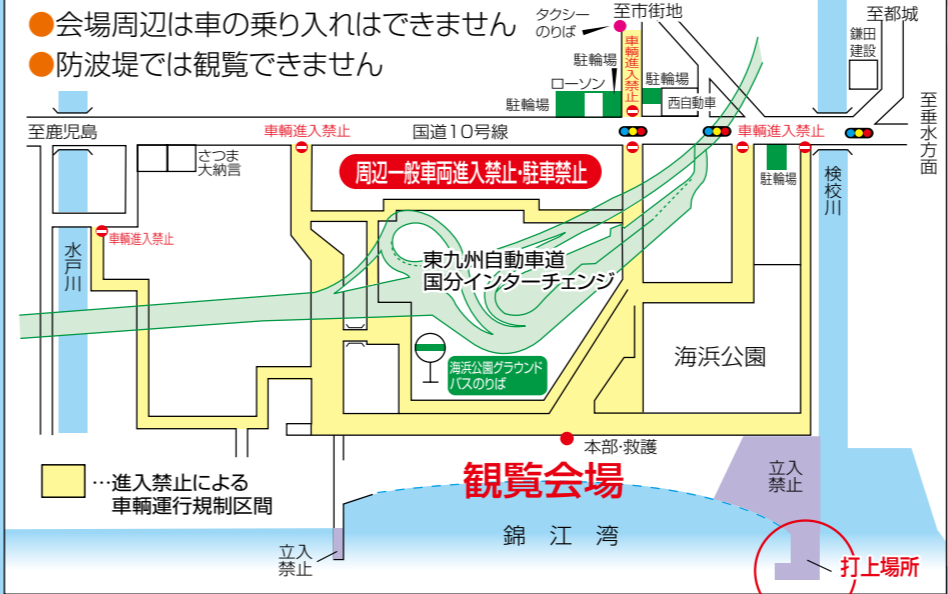 ●会場周辺は車の乗り入れはできません
●防波堤では観覧できません
タクシー
のりば
至市街地
至都城
鎌田
建設
駐輪場
ローソン
駐輪場
車輌進入禁止
駐輪場
西自動車
至垂水方面
至鹿児島
車輌進入禁止
国道10号線
車輌進入禁止
さつま
大納言
周辺一般車両進入禁止・駐車禁止
駐輪場
検校川
車輌進入禁止
水戸川
東九州自動車道
国分インターチェンジ
海浜公園グラウンド
バスのりば
海浜公園
本部・救護
…進入禁止による
車輌運行規制区間
観覧会場
立入
禁止
錦江湾
立入
禁止
打上場所